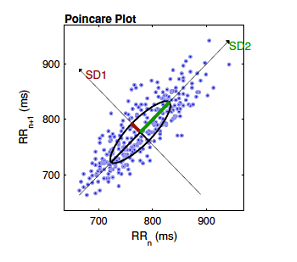 Poincare Plot
SD1
SD2
900
800
700
RRn+1 (ms)
700 800 900
RRn (ms)